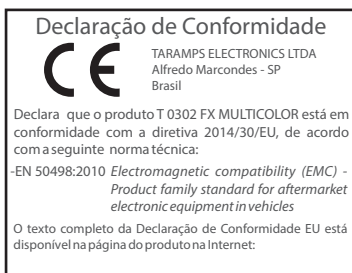 Declaração de Conformidade
CE
TARAMPS ELECTRONICS LTDA
Alfredo Marcondes - SP
Brasil
Declara que o produto T 0302 FX MULTICOLOR está em
conformidade com a diretiva 2014/30/EU, de acordo
com a seguinte norma técnica:
-EN 50498:2010 Electromagnetic compatibility (EMC) -
Product family standard for aftermarket
electronic equipment in vehicles
O texto completo da Declaração de Conformidade EU está
disponível na página do produto na Internet: